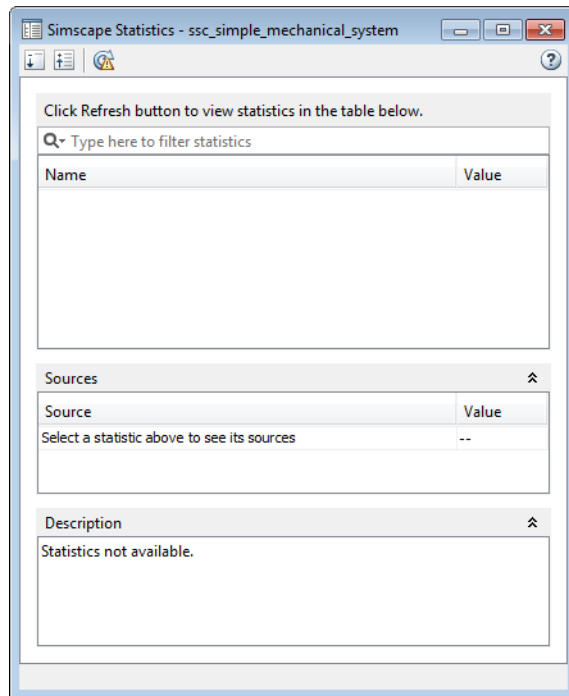 Simscape Statistics - ssc_simple_mechanical_system
Click Refresh button to view statistics in the table below.
Type here to filter statistics
Name Value
Sources
Source Value
Select a statistic above to see its sources --
Description
Statistics not available.